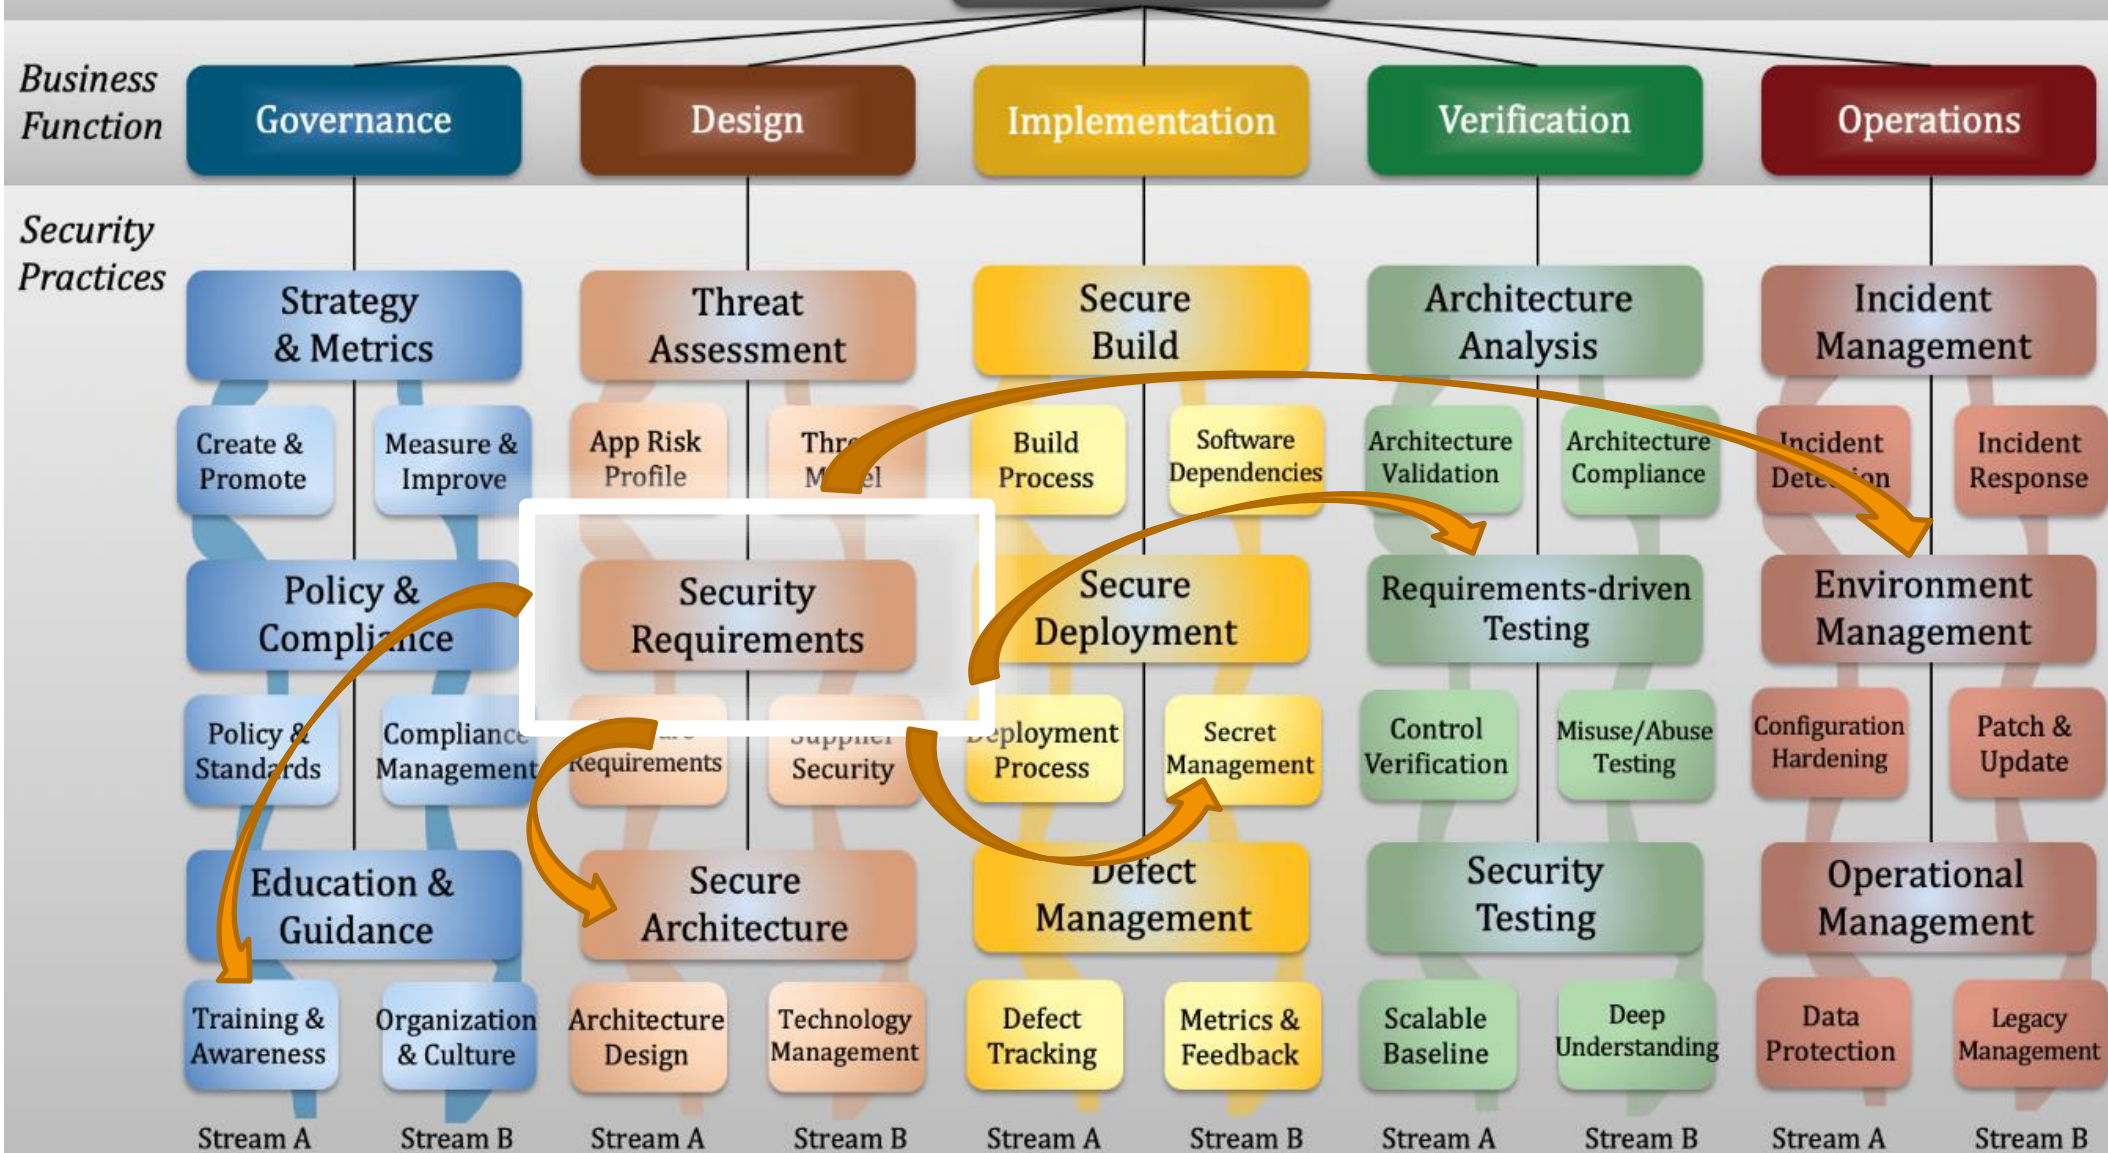 Business
Function
Governance
Design
Implementation
Verification
Operations
Security
Practices
Strategy
& Metrics
Threat
Assessment
Secure
Build
Architecture
Analysis
Incident
Management
Create &
Promote
Measure &
Improve
App Risk
Profile
Build
Process
Software
Dependencies
Architecture
Validation
Architecture
Compliance
Incident
Detection
Incident
Response
Policy &
Compliance
Security
Requirements
Secure
Deployment
Requirements-driven
Testing
Environment
Management
Policy &
Standards
Compliance
Management
Requirements
Supplier
Security
Deployment
Process
Secret
Management
Control
Verification
Misuse/Abuse
Testing
Configuration
Hardening
Patch &
Update
Education &
Guidance
Secure
Architecture
Defect
Management
Security
Testing
Operational
Management
Training &
Awareness
Organization
& Culture
Architecture
Design
Technology
Management
Defect
Tracking
Metrics &
Feedback
Scalable
Baseline
Deep
Understanding
Data
Protection
Legacy
Management
Stream A
Stream B
Stream A
Stream B
Stream A
Stream B
Stream A
Stream B
Stream A
Stream B